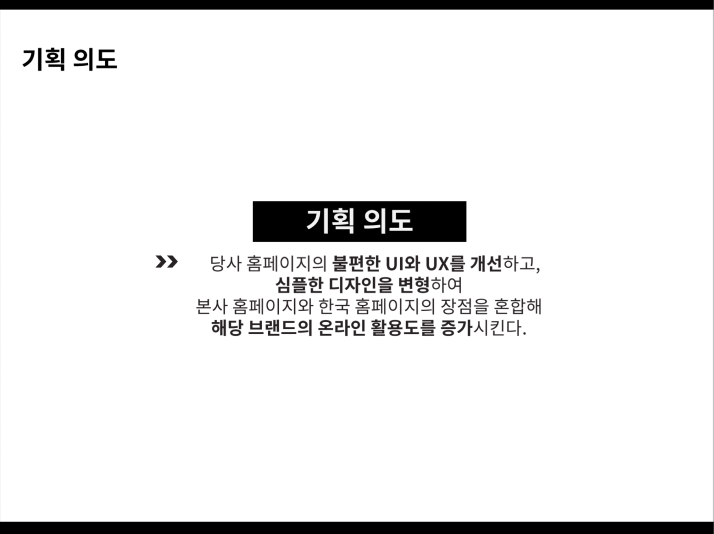 기획 의도
기획 의도
» 당사 홈페이지의 불편한 UI와 UX를 개선하고,
심플한 디자인을 변형하여
본사 홈페이지와 한국 홈페이지의 장점을 혼합해
해당 브랜드의 온라인 활용도를 증가시킨다.